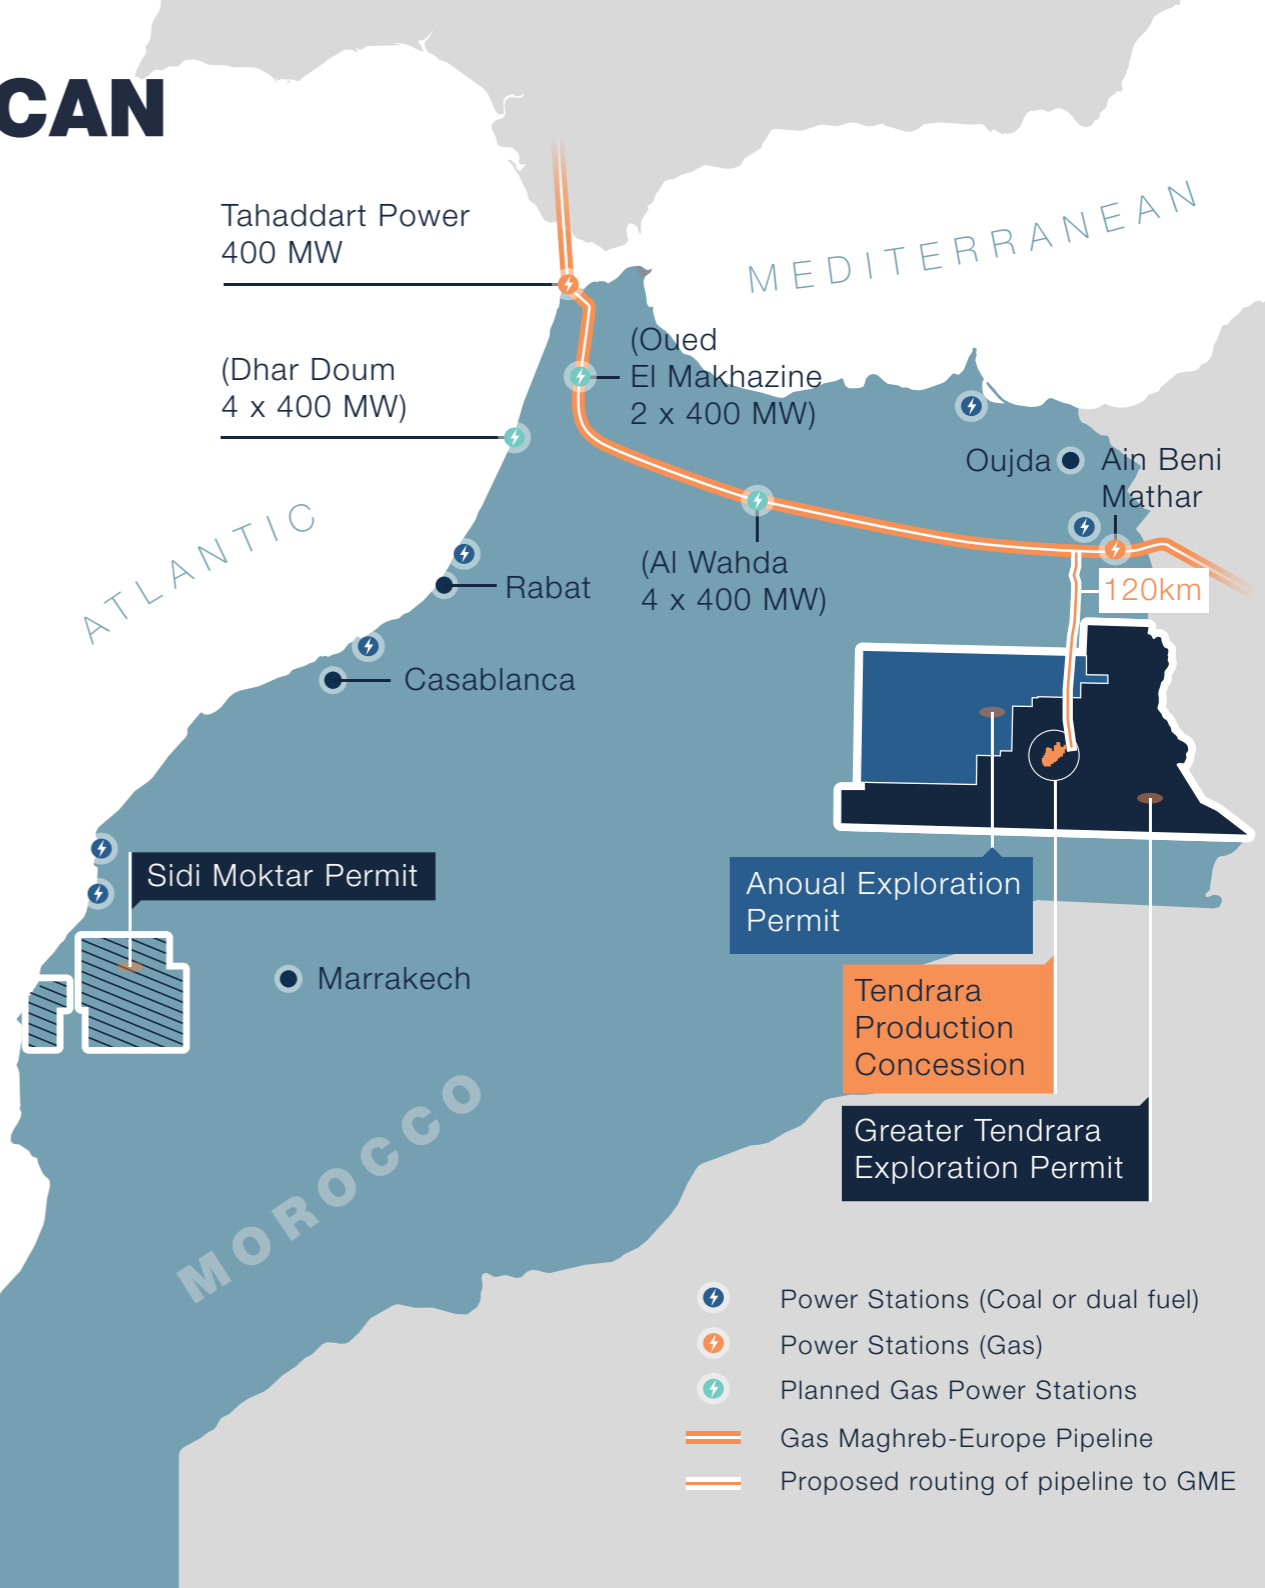 CAN
Tahaddart Power
400 MW
MEDITERRANEAN
(Dhar Doum
4 x 400 MW)
(Oued
El Makhazine
2 x 400 MW)
Oujda
Ain Beni
Mathar
ATLANTIC
(Al Wahda
4 x 400 MW)
120km
Rabat
Casablanca
Sidi Moktar Permit
Anoual Exploration
Permit
Marrakech
Tendrara
Production
Concession
MOROCCO
Greater Tendrara
Exploration Permit
Power Stations (Coal or dual fuel)
Power Stations (Gas)
Planned Gas Power Stations
Gas Maghreb-Europe Pipeline
Proposed routing of pipeline to GME